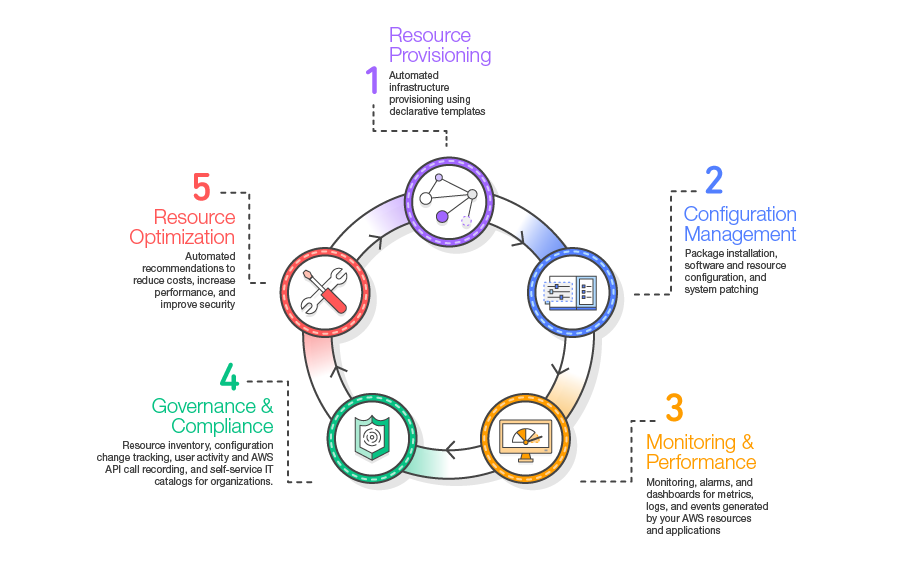 1
Resource
Provisioning
Automated
infrastructure
provisioning using
declarative templates
2
Configuration
Management
Package installation,
software and resource
configuration, and
system patching
3
Monitoring &
Performance
Monitoring, alarms, and
dashboards for metrics,
logs, and events generated
by your AWS resources
and applications
4
Governance &
Compliance
Resource inventory, configuration
change tracking, user activity and AWS
API call recording, and self-service IT
catalogs for organizations.
5
Resource
Optimization
Automated
recommendations to
reduce costs, increase
performance, and
improve security